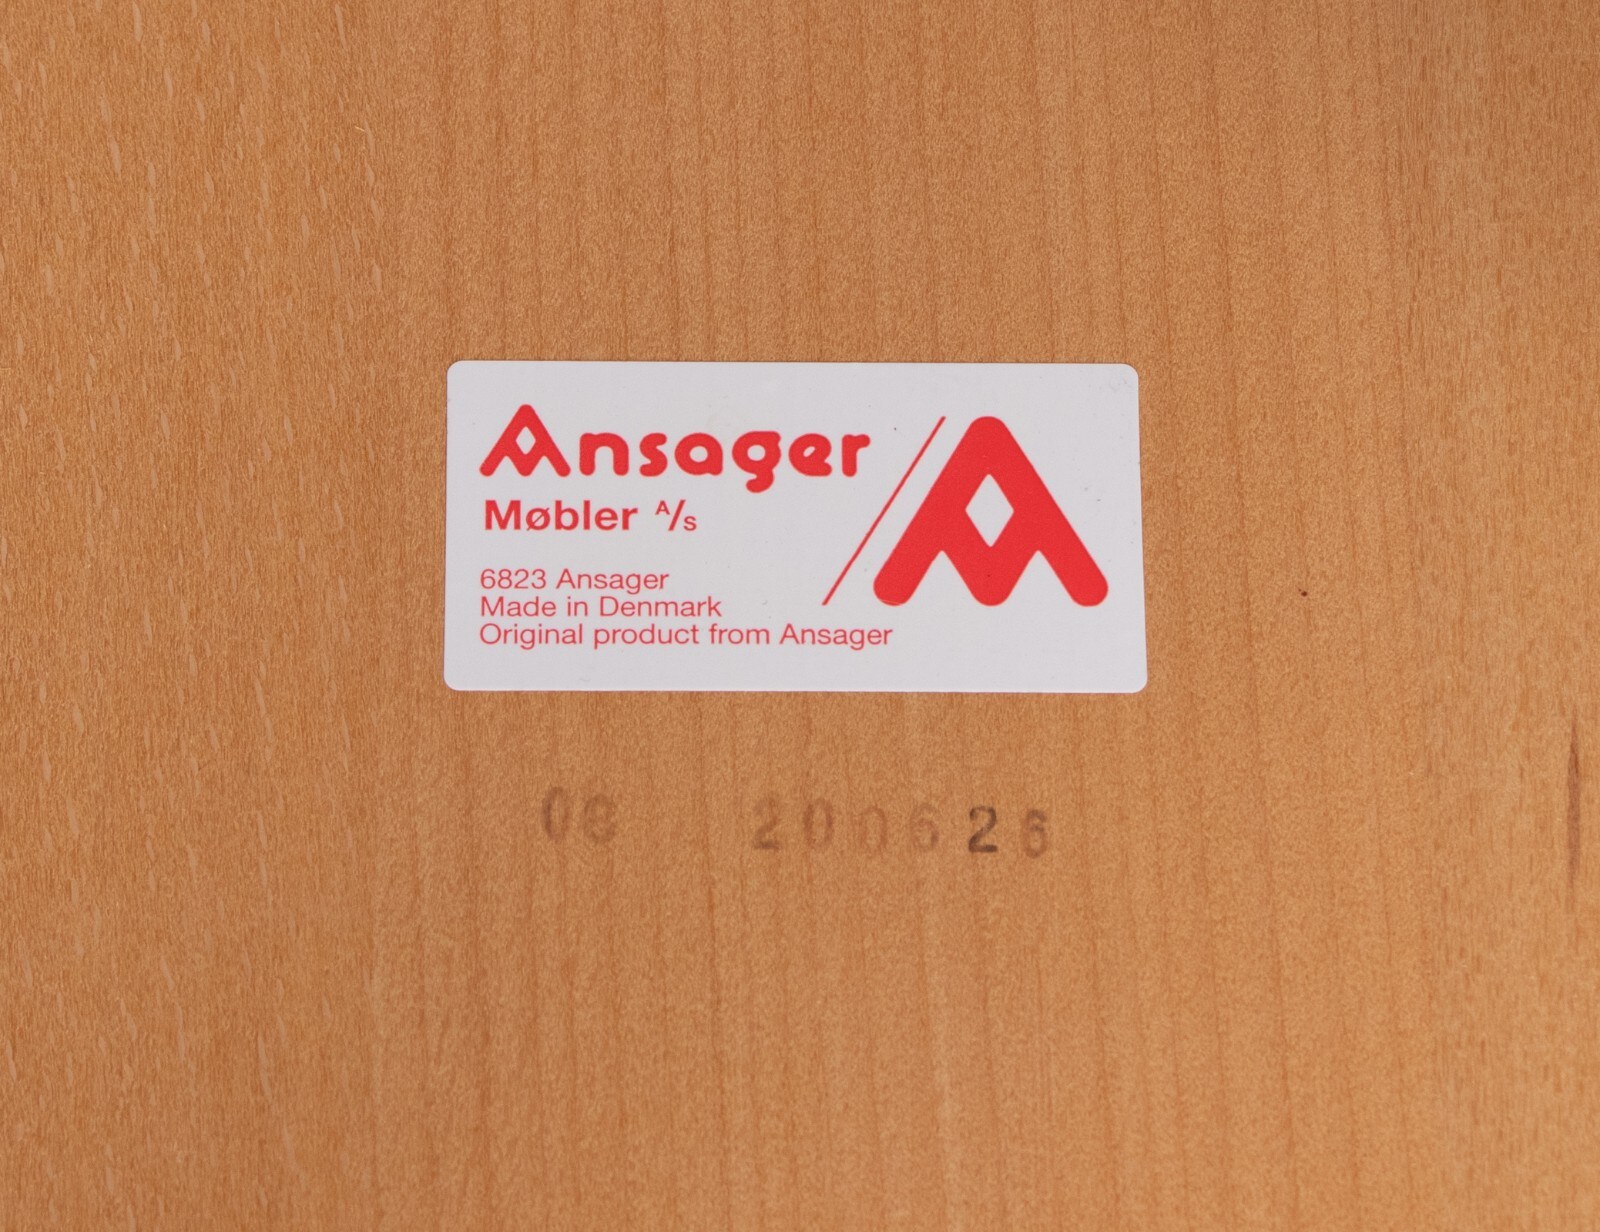 Ansager
Møbler A/S
6823 Ansager
Made in Denmark
Original product from Ansager
08 200626